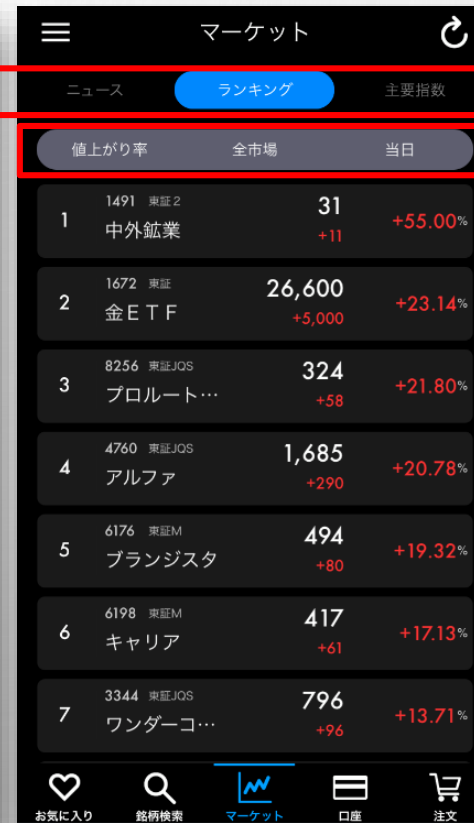 マーケット
ニュース ランキング 主要指数
値上がり率 全市場 当日
1491 東証2 31
1 中外鉱業 +11 +55.00%
1672 東証 26,600
2 金ＥＴＦ +5,000 +23.14%
8256 東証JQS 324
3 プロルート… +58 +21.80%
4760 東証JQS 1,685
4 アルファ +290 +20.78%
6176 東証M 494
5 ブランジスタ +80 +19.32%
6198 東証M 417
6 キャリア +61 +17.13%
3344 東証JQS 796
7 ワンダーコ… +96 +13.71%
お気に入り 銘柄検索 マーケット 口座 注文